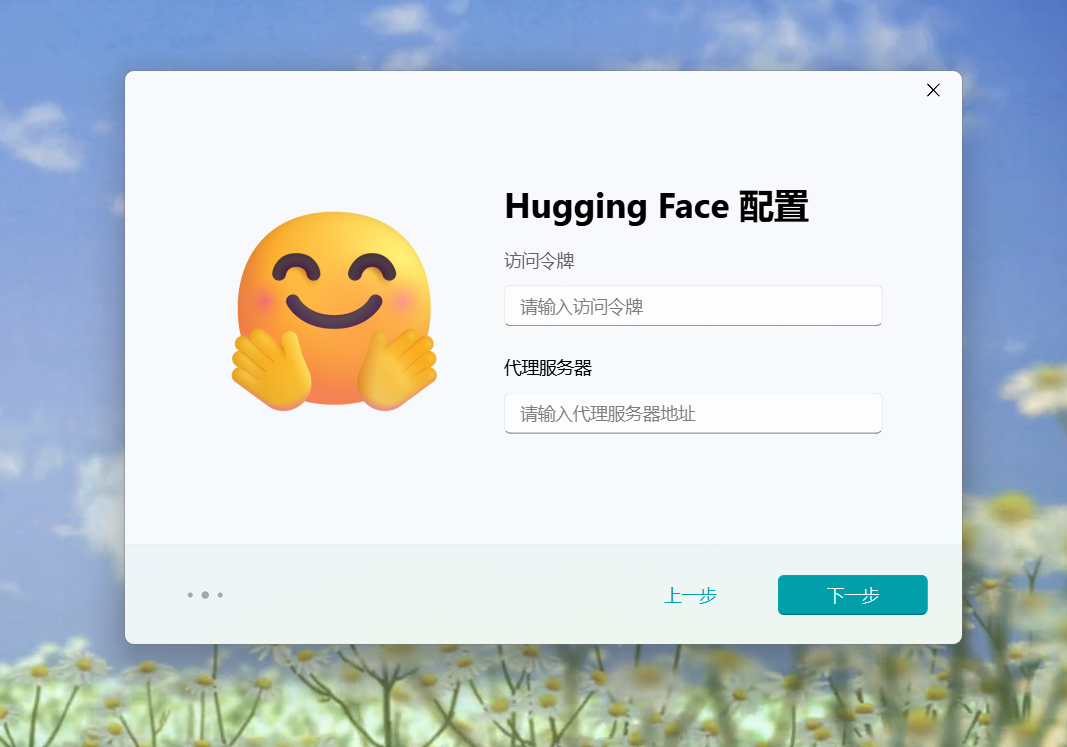 Hugging Face 配置
访问令牌
请输入访问令牌
代理服务器
请输入代理服务器地址
上一步
下一步